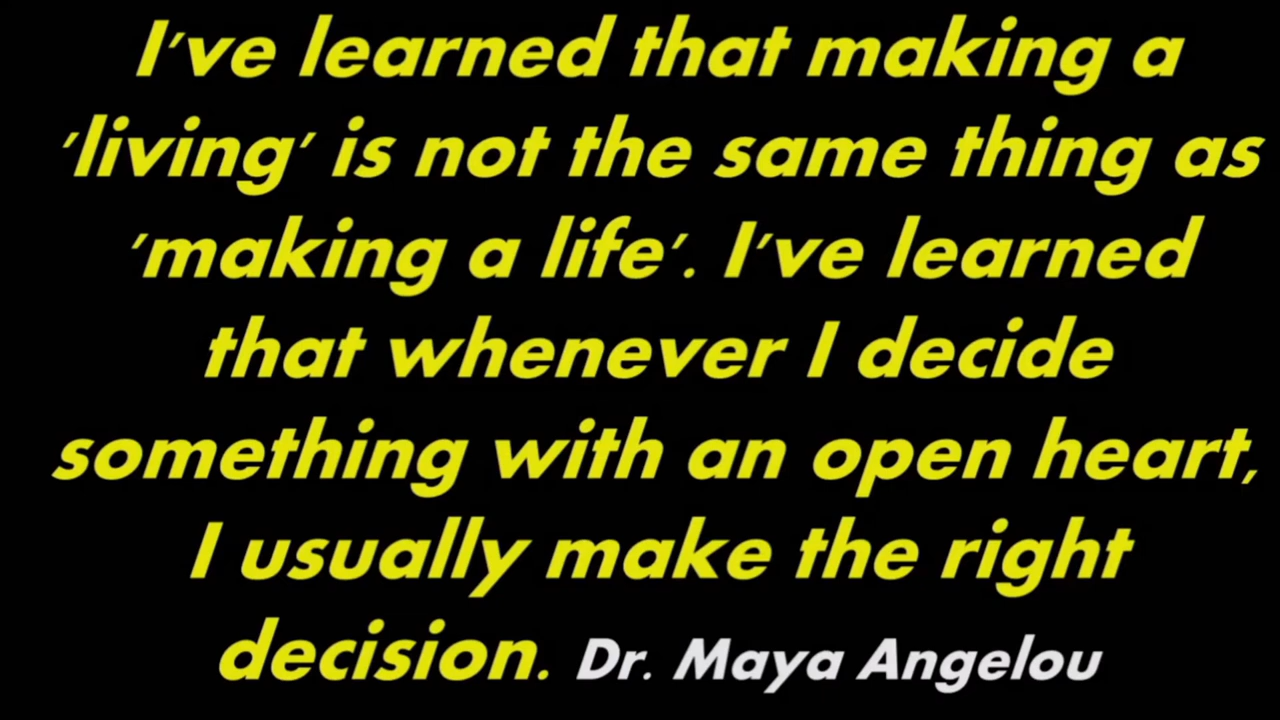 I've learned that making a
'living' is not the same thing as
'making a life'. I've learned
that whenever I decide
something with an open heart,
I usually make the right
decision. Dr. Maya Angelou